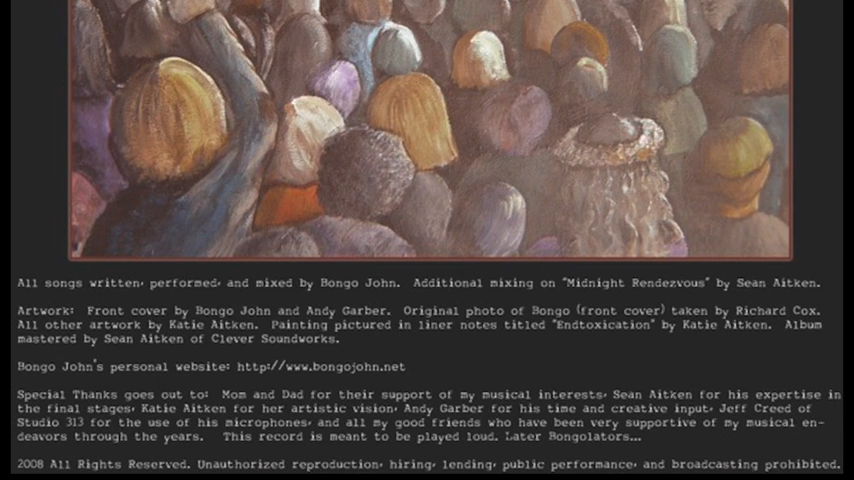 All songs written, performed, and mixed by Bongo John.  Additional mixing on "Midnight Rendezvous" by Sean Aitken.
Artwork:  Front cover by Bongo John and Andy Garber.  Original photo of Bongo (front cover) taken by Richard Cox.
All other artwork by Katie Aitken.  Painting pictured in liner notes titled "Endtoxication" by Katie Aitken.  Album
mastered by Sean Aitken of Clever Soundworks.
Bongo John's personal website: http://www.bongojohn.net
Special Thanks goes out to:  Mom and Dad for their support of my musical interests, Sean Aitken for his expertise in
the final stages, Katie Aitken for her artistic vision, Andy Garber for his time and creative input, Jeff Creed of
Studio 313 for the use of his microphones, and all my good friends who have been very supportive of my musical en-
deavors through the years.   This record is meant to be played loud. Later Bongolators...
2008 All Rights Reserved. Unauthorized reproduction, hiring, lending, public performance, and broadcasting prohibited.